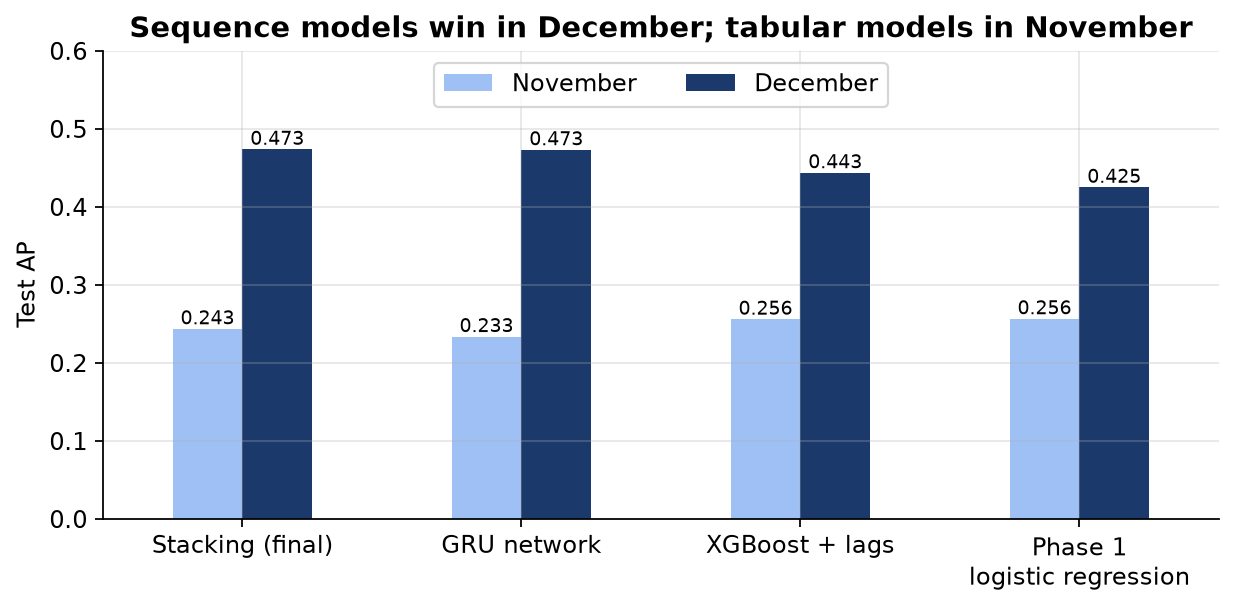 Sequence models win in December; tabular models in November
November December
Test AP
0.6
0.5
0.4
0.3
0.2
0.1
0.0
0.243 0.473
0.233 0.473
0.256 0.443
0.256 0.425
Stacking (final)
GRU network
XGBoost + lags
Phase 1
logistic regression